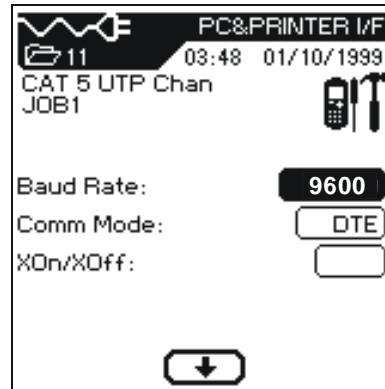 PC&PRINTER I/F
11 03:48 01/10/1999
CAT 5 UTP Chan
JOB1
Baud Rate: 9600
Comm Mode: DTE
XOn/XOff: